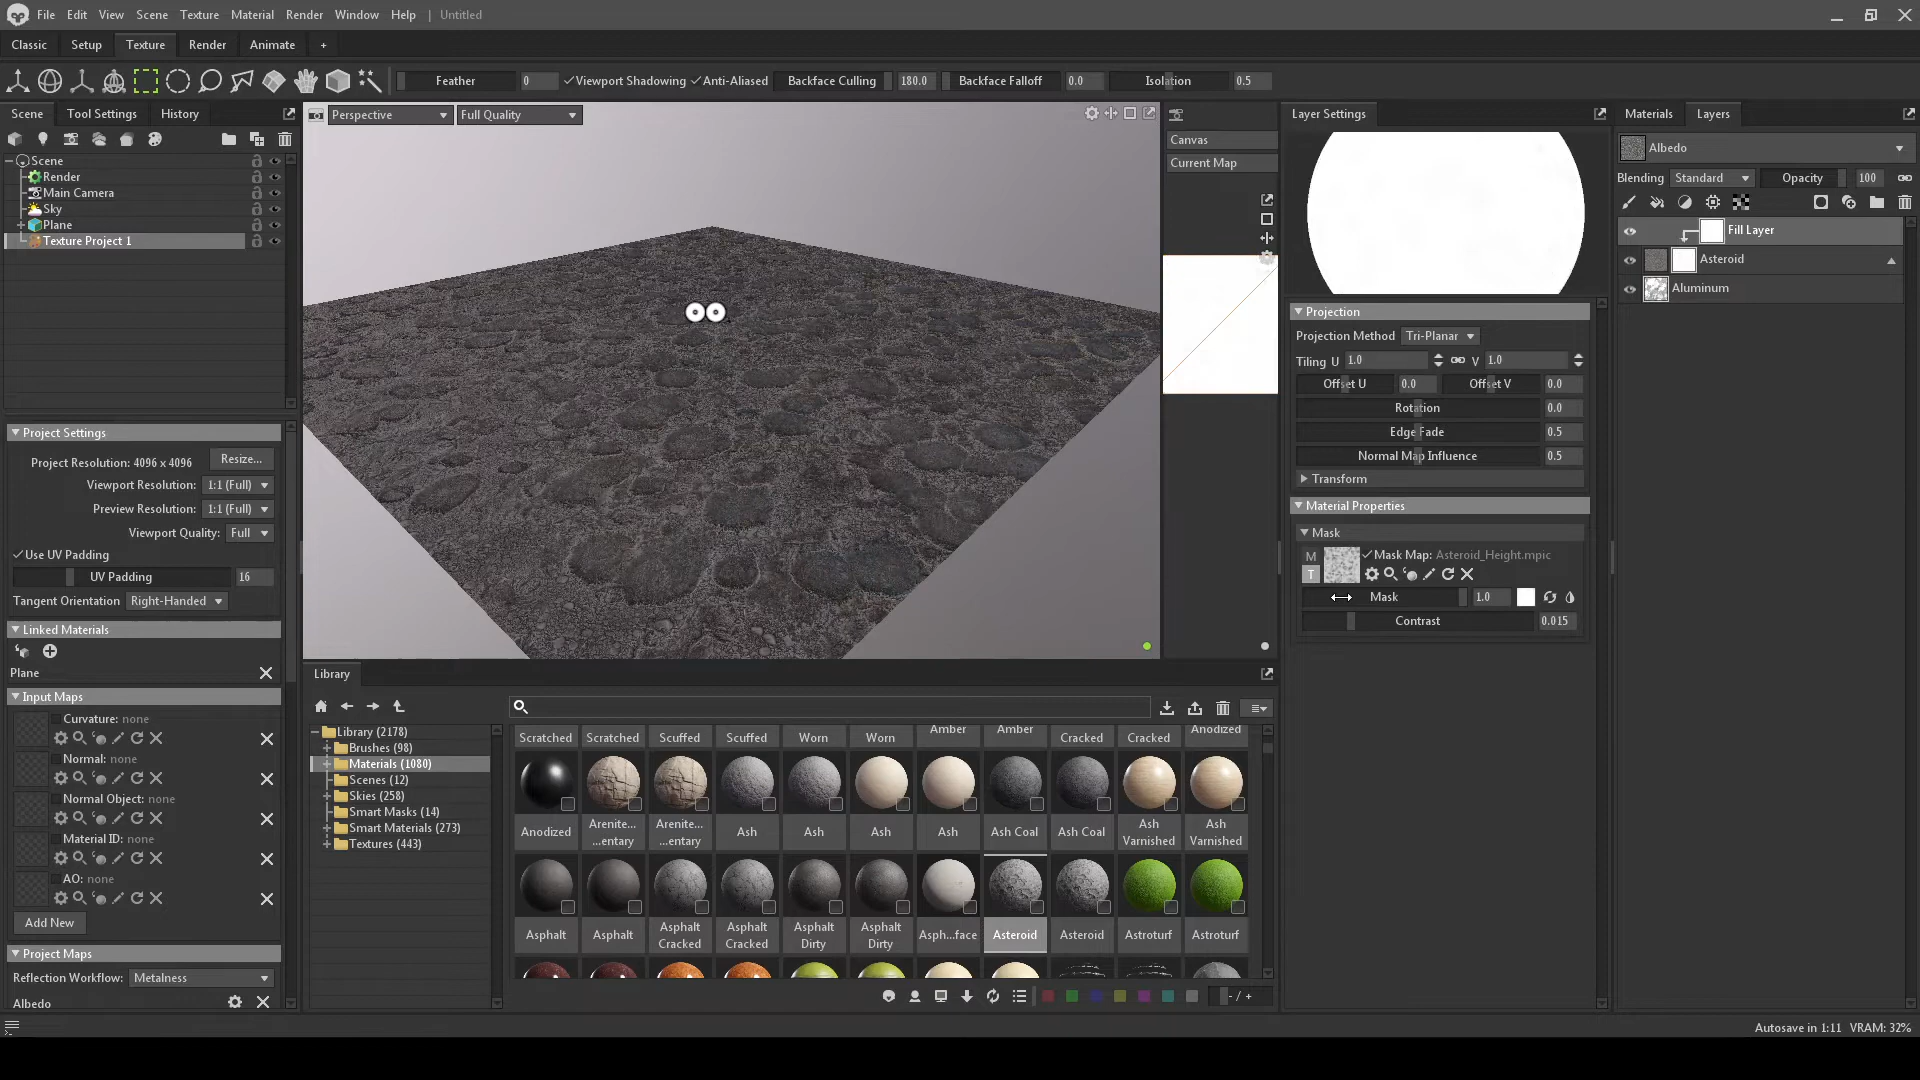 File Edit View Scene Texture Material Render Window Help | Untitled
Classic Setup Texture Render Animate +
Feather 0 Viewport Shadowing Anti-Aliased Backface Culling 180.0 Backface Falloff 0.0 Isolation 0.5
Scene Tool Settings History
Scene
Render
Main Camera
Sky
Plane
Texture Project 1
Project Settings
Project Resolution: 4096 x 4096 Resize...
Viewport Resolution: 1:1 (Full)
Preview Resolution: 1:1 (Full)
Viewport Quality: Full
Use UV Padding
UV Padding 16
Tangent Orientation Right-Handed
Linked Materials
Plane
Input Maps
Curvature: none
Normal: none
Normal Object: none
Material ID: none
AO: none
Add New
Project Maps
Reflection Workflow: Metalness
Albedo
Perspective Full Quality
Canvas
Current Map
Library
Library (2178)
Brushes (98)
Materials (1080)
Scenes (12)
Skies (258)
Smart Masks (14)
Smart Materials (273)
Textures (443)
Scratched Scratched Scuffed Scuffed Worn Worn Amber Amber Cracked Cracked Anodized
Anodized Arenite... ...entary Arenite... ...entary Ash Ash Ash Ash Ash Coal Ash Coal Ash Varnished Ash Varnished
Asphalt Asphalt Asphalt Cracked Asphalt Cracked Asphalt Dirty Asphalt Dirty Asph...face Asteroid Asteroid Astroturf Astroturf
- / +
Layer Settings
Projection
Projection Method Tri-Planar
Tiling U 1.0 V 1.0
Offset U 0.0 Offset V 0.0
Rotation 0.0
Edge Fade 0.5
Normal Map Influence 0.5
Transform
Material Properties
Mask
M
T
Mask Map: Asteroid_Height.mpic
Mask 1.0
Contrast 0.015
Materials Layers
Albedo
Blending Standard Opacity 100
Fill Layer
Asteroid
Aluminum
Autosave in 1:11 VRAM: 32%